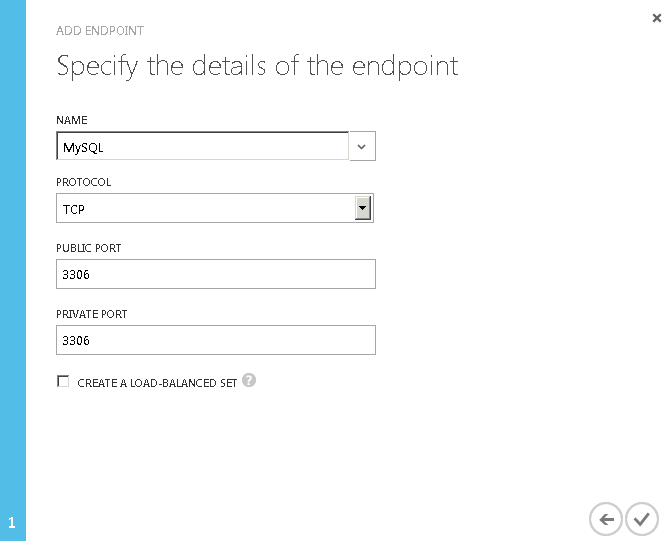 ADD ENDPOINT
Specify the details of the endpoint
NAME
MySQL
PROTOCOL
TCP
PUBLIC PORT
3306
PRIVATE PORT
3306
CREATE A LOAD-BALANCED SET ?
1